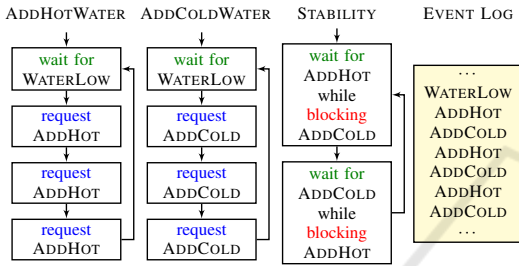 ADDHOTWATER
wait for
WATERLOW
request
ADDHOT
request
ADDHOT
request
ADDHOT
ADDCOLDWATER
wait for
WATERLOW
request
ADDCOLD
request
ADDCOLD
request
ADDCOLD
STABILITY
wait for
ADDHOT
while
blocking
ADDCOLD
wait for
ADDCOLD
while
blocking
ADDHOT
EVENT LOG
...
WATERLOW
ADDHOT
ADDCOLD
ADDHOT
ADDCOLD
ADDHOT
ADDCOLD
...